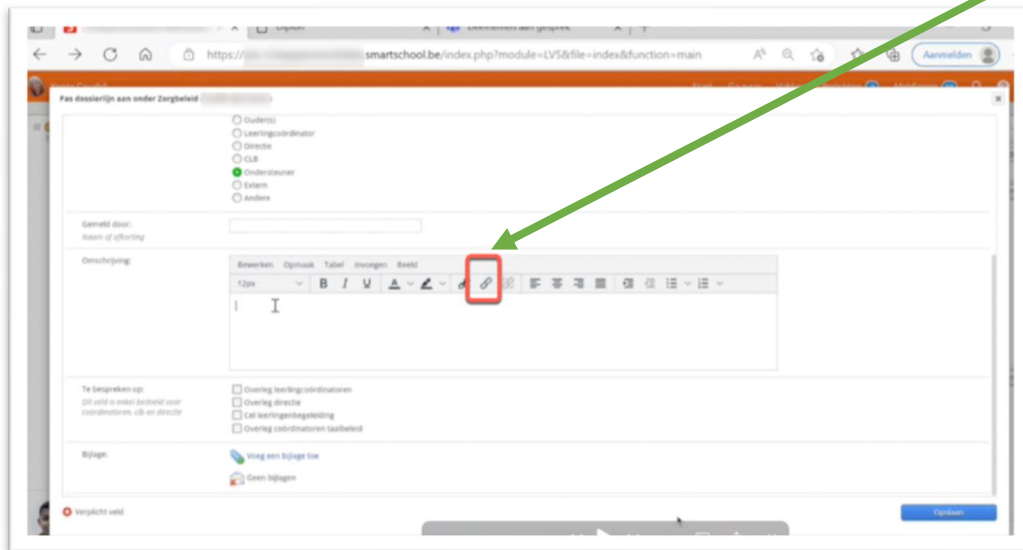 Deelnemen aan gesprek
https:// smartschool.be/index.php?module=LVS&file=index&function=main
Aanmelden
Pas dossierlijn aan onder Zorgbeleid
Ouder(s)
Leerlingcoördinator
Directie
CLB
Ondersteuner
Extern
Andere
Gemeld door:
Naam of afkorting
Omschrijving:
Bewerken Opmaak Tabel Invoegen Beeld
12px B I U A
Te bespreken op:
Dit veld is enkel bedoeld voor
coördinatoren, clb en directie
Overleg leerlingcoördinatoren
Overleg directie
Cel leerlingenbegeleiding
Overleg coördinatoren taalbeleid
Bijlage:
Voeg een bijlage toe
Geen bijlagen
Verplicht veld
Opslaan